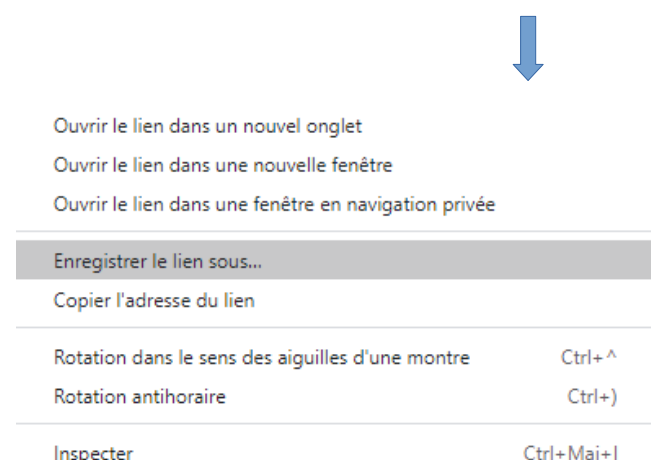 Ouvrir le lien dans un nouvel onglet
Ouvrir le lien dans une nouvelle fenêtre
Ouvrir le lien dans une fenêtre en navigation privée
Enregistrer le lien sous...
Copier l'adresse du lien
Rotation dans le sens des aiguilles d'une montre Ctrl+^
Rotation antihoraire Ctrl+)
Inspecter Ctrl+Maj+I